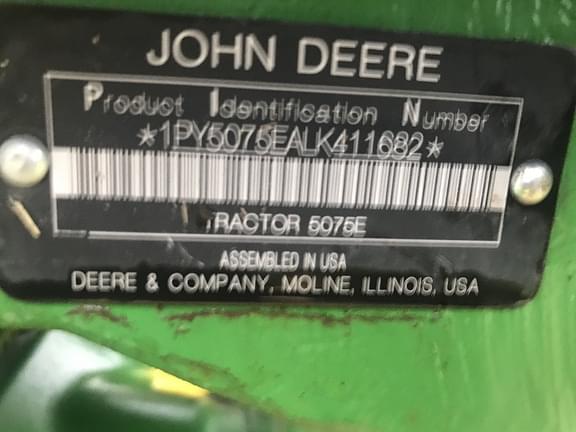 JOHN DEERE
Product Identification Number
*1PY5075EALK411682*
TRACTOR 5075E
ASSEMBLED IN USA
DEERE & COMPANY, MOLINE, ILLINOIS, USA